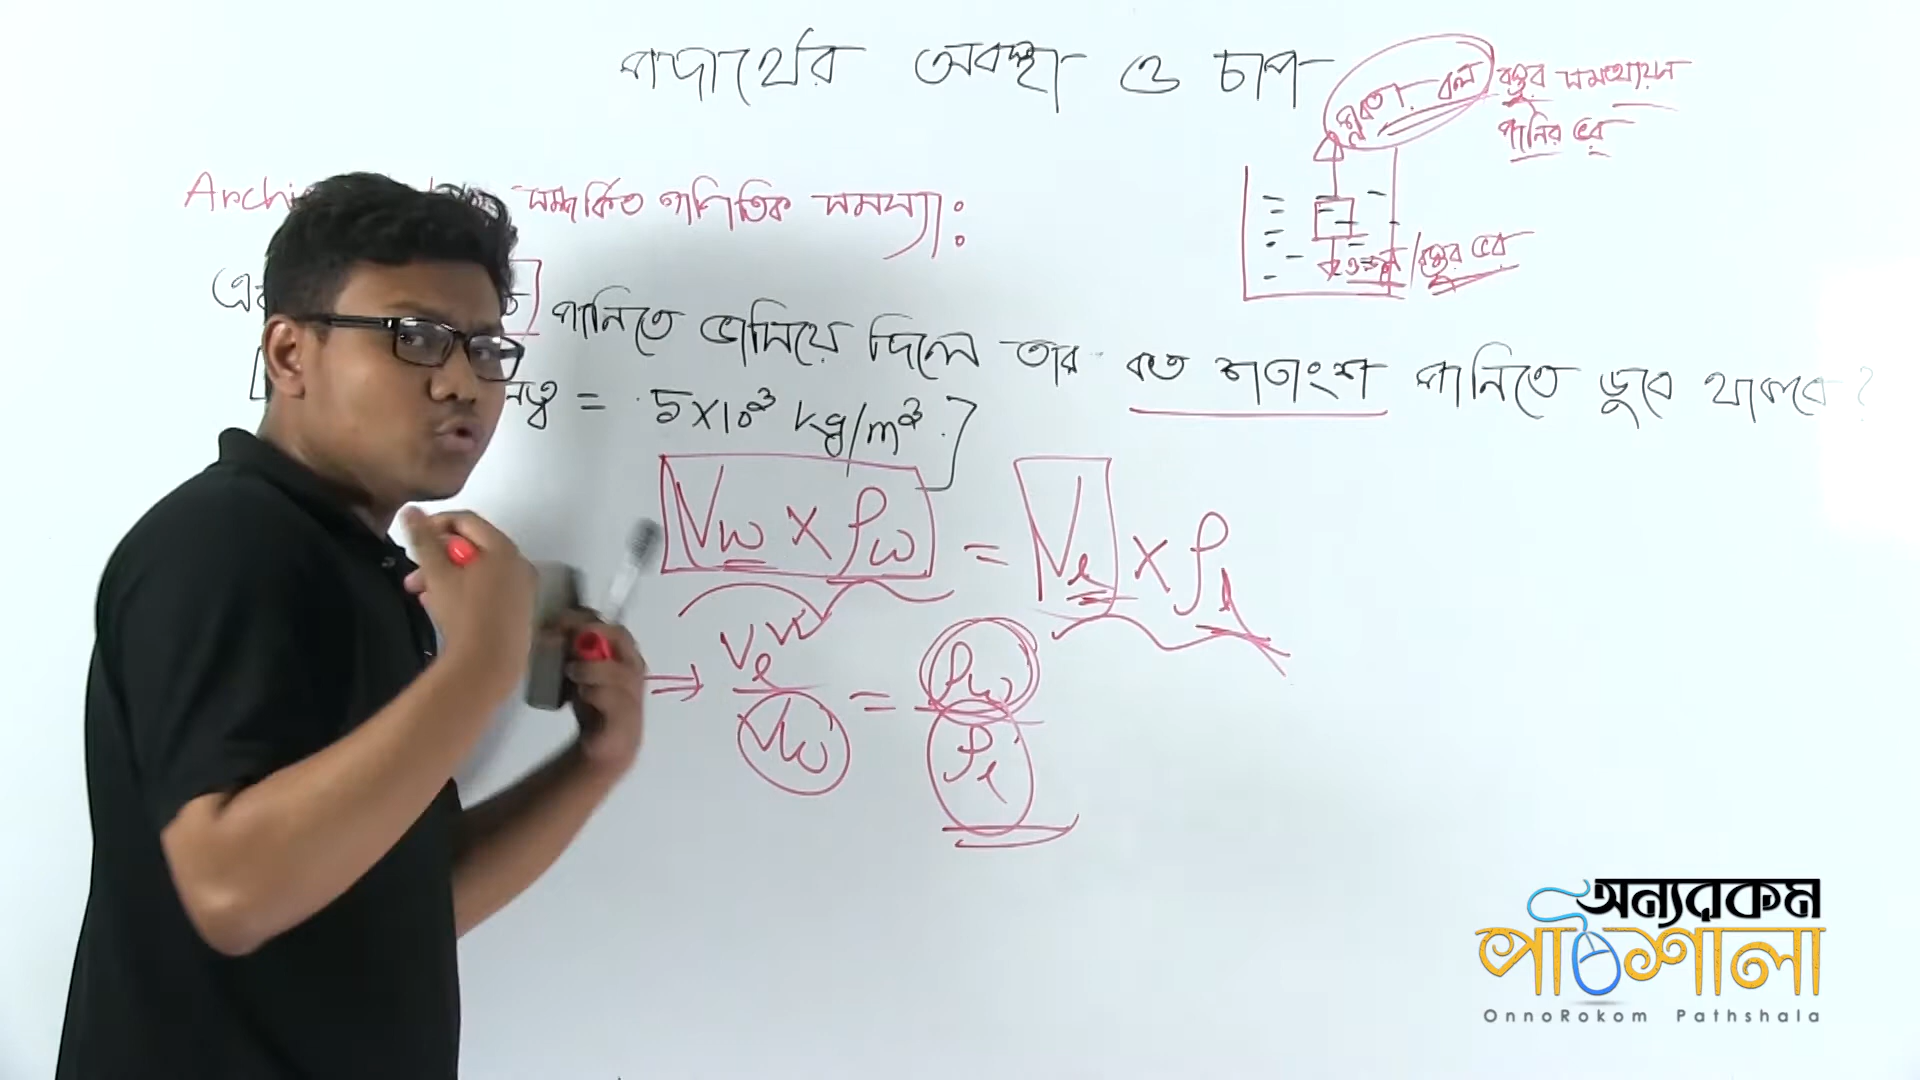 পদার্থের অবস্থা ও চাপ
প্লবতা বল
বস্তুর সমআয়তন
পানির ভর
সম্পর্কিত গাণিতিক সমস্যা:
বস্তুর ভর
পানিতে ভাসিয়ে দিলে তার কত শতাংশ পানিতে ডুবে থাকবে?
= 5×10³ kg/m³]
Vw × ρw = Vl × ρl
⇒ Vl/Vw = ρw/ρl
অন্যরকম
পাঠশালা
OnnoRokom Pathshala